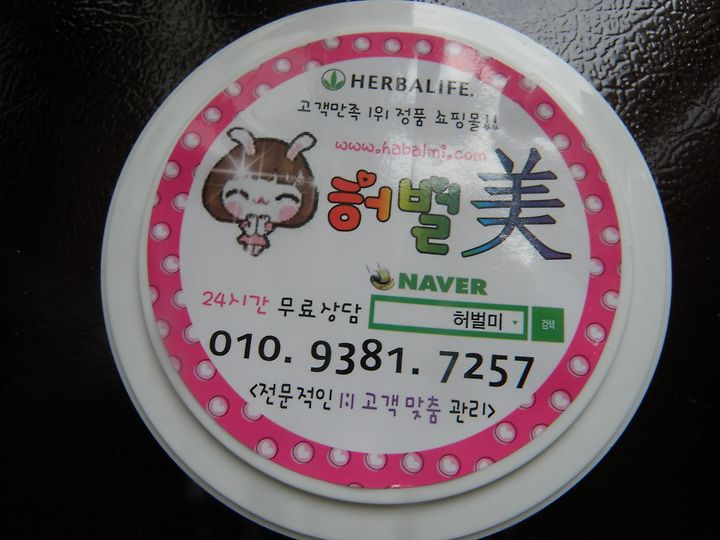 HERBALIFE.
고객만족 1위 정품 쇼핑몰!!
www.habalmi.com
허벌美
NAVER
24시간 무료상담 허벌미 검색
010. 9381. 7257
<전문적인 1:1 고객 맞춤 관리>